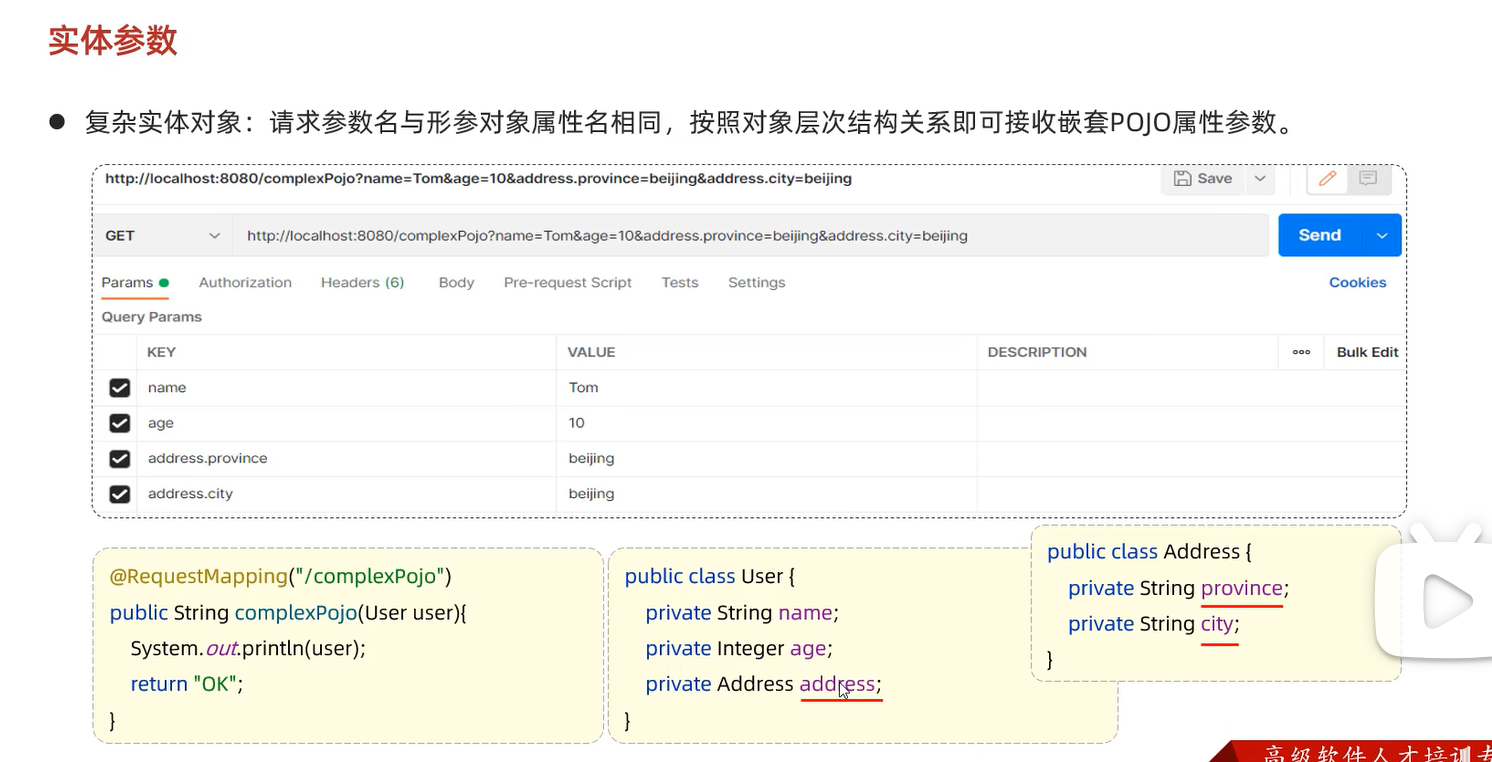 实体参数
● 复杂实体对象：请求参数名与形参对象属性名相同，按照对象层次结构关系即可接收嵌套POJO属性参数。
http://localhost:8080/complexPojo?name=Tom&age=10&address.province=beijing&address.city=beijing
Save
GET http://localhost:8080/complexPojo?name=Tom&age=10&address.province=beijing&address.city=beijing Send
Params Authorization Headers (6) Body Pre-request Script Tests Settings Cookies
Query Params
KEY VALUE DESCRIPTION ooo Bulk Edit
name Tom
age 10
address.province beijing
address.city beijing
@RequestMapping("/complexPojo")
public String complexPojo(User user){
System.out.println(user);
return "OK";
}
public class User {
private String name;
private Integer age;
private Address address;
}
public class Address {
private String province;
private String city;
}
高级软件人才培训专